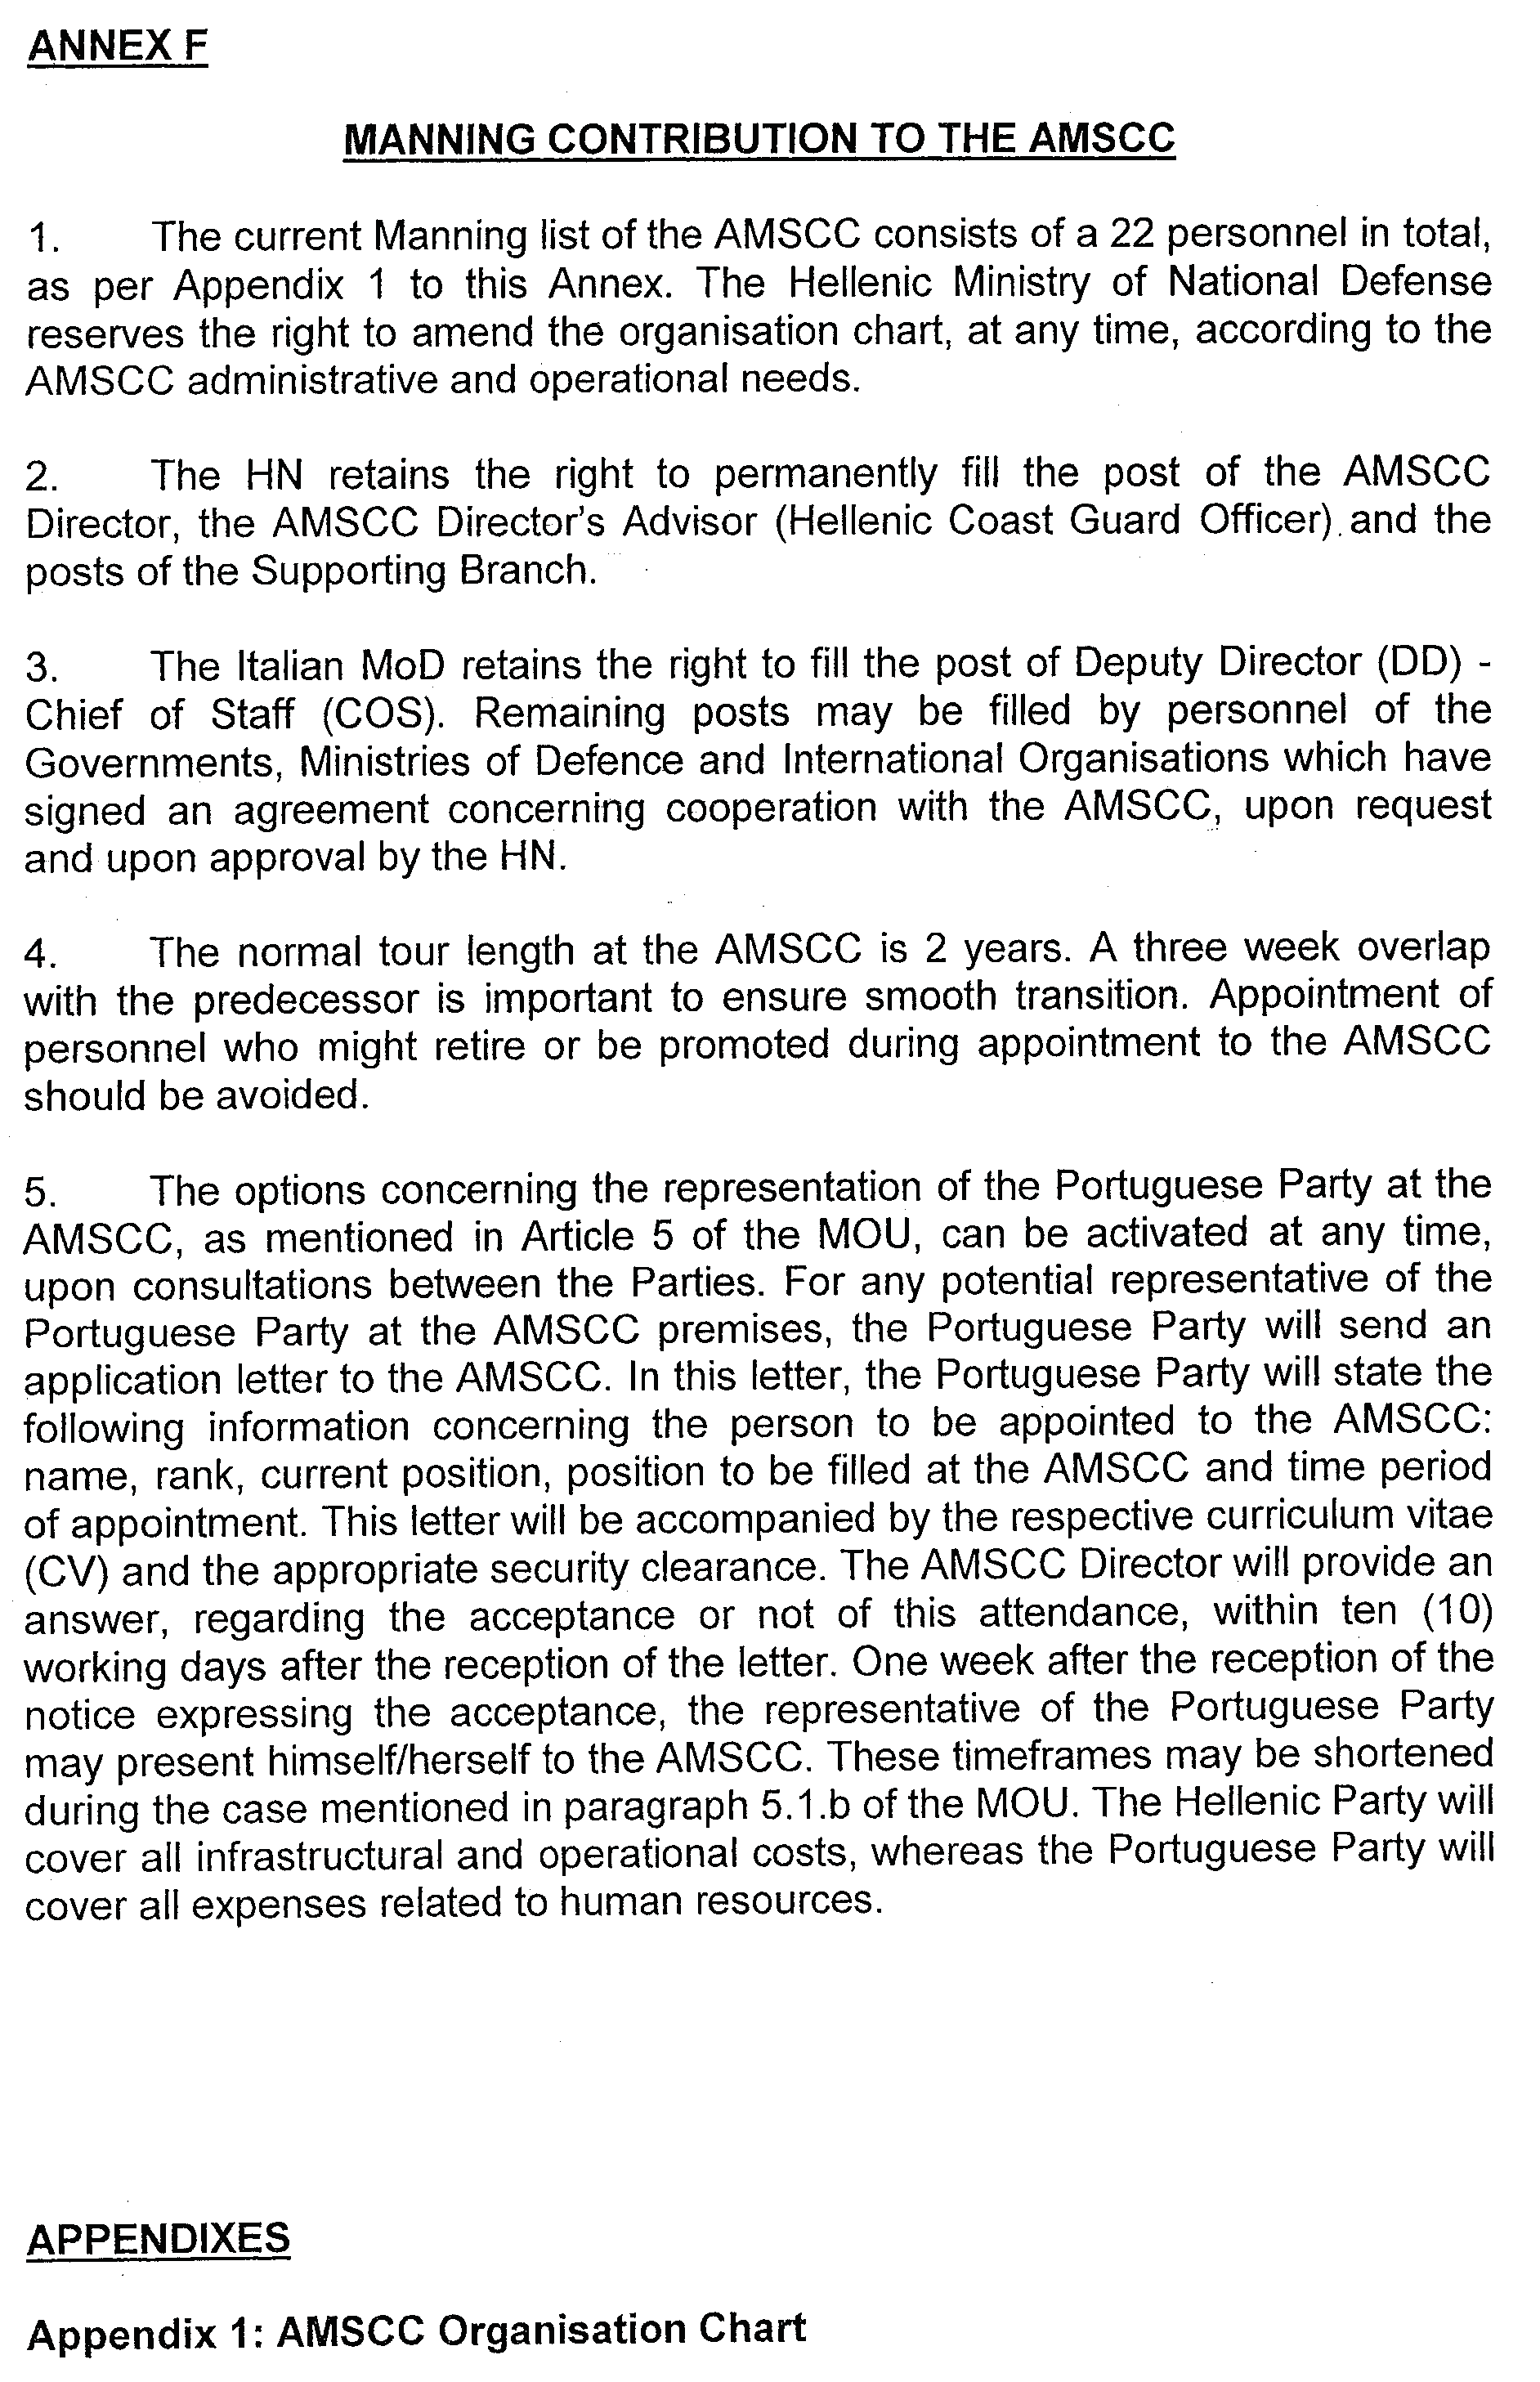 ANNEX F
MANNING CONTRIBUTION TO THE AMSCC
1. The current Manning list of the AMSCC consists of a 22 personnel in total,
as per Appendix 1 to this Annex. The Hellenic Ministry of National Defense
reserves the right to amend the organisation chart, at any time, according to the
AMSCC administrative and operational needs.
2. The HN retains the right to permanently fill the post of the AMSCC
Director, the AMSCC Director's Advisor (Hellenic Coast Guard Officer) and the
posts of the Supporting Branch.
3. The Italian MoD retains the right to fill the post of Deputy Director (DD) -
Chief of Staff (COS). Remaining posts may be filled by personnel of the
Governments, Ministries of Defence and International Organisations which have
signed an agreement concerning cooperation with the AMSCC, upon request
and upon approval by the HN.
4. The normal tour length at the AMSCC is 2 years. A three week overlap
with the predecessor is important to ensure smooth transition. Appointment of
personnel who might retire or be promoted during appointment to the AMSCC
should be avoided.
5. The options concerning the representation of the Portuguese Party at the
AMSCC, as mentioned in Article 5 of the MOU, can be activated at any time,
upon consultations between the Parties. For any potential representative of the
Portuguese Party at the AMSCC premises, the Portuguese Party will send an
application letter to the AMSCC. In this letter, the Portuguese Party will state the
following information concerning the person to be appointed to the AMSCC:
name, rank, current position, position to be filled at the AMSCC and time period
of appointment. This letter will be accompanied by the respective curriculum vitae
(CV) and the appropriate security clearance. The AMSCC Director will provide an
answer, regarding the acceptance or not of this attendance, within ten (10)
working days after the reception of the letter. One week after the reception of the
notice expressing the acceptance, the representative of the Portuguese Party
may present himself/herself to the AMSCC. These timeframes may be shortened
during the case mentioned in paragraph 5.1.b of the MOU. The Hellenic Party will
cover all infrastructural and operational costs, whereas the Portuguese Party will
cover all expenses related to human resources.
APPENDIXES
Appendix 1: AMSCC Organisation Chart